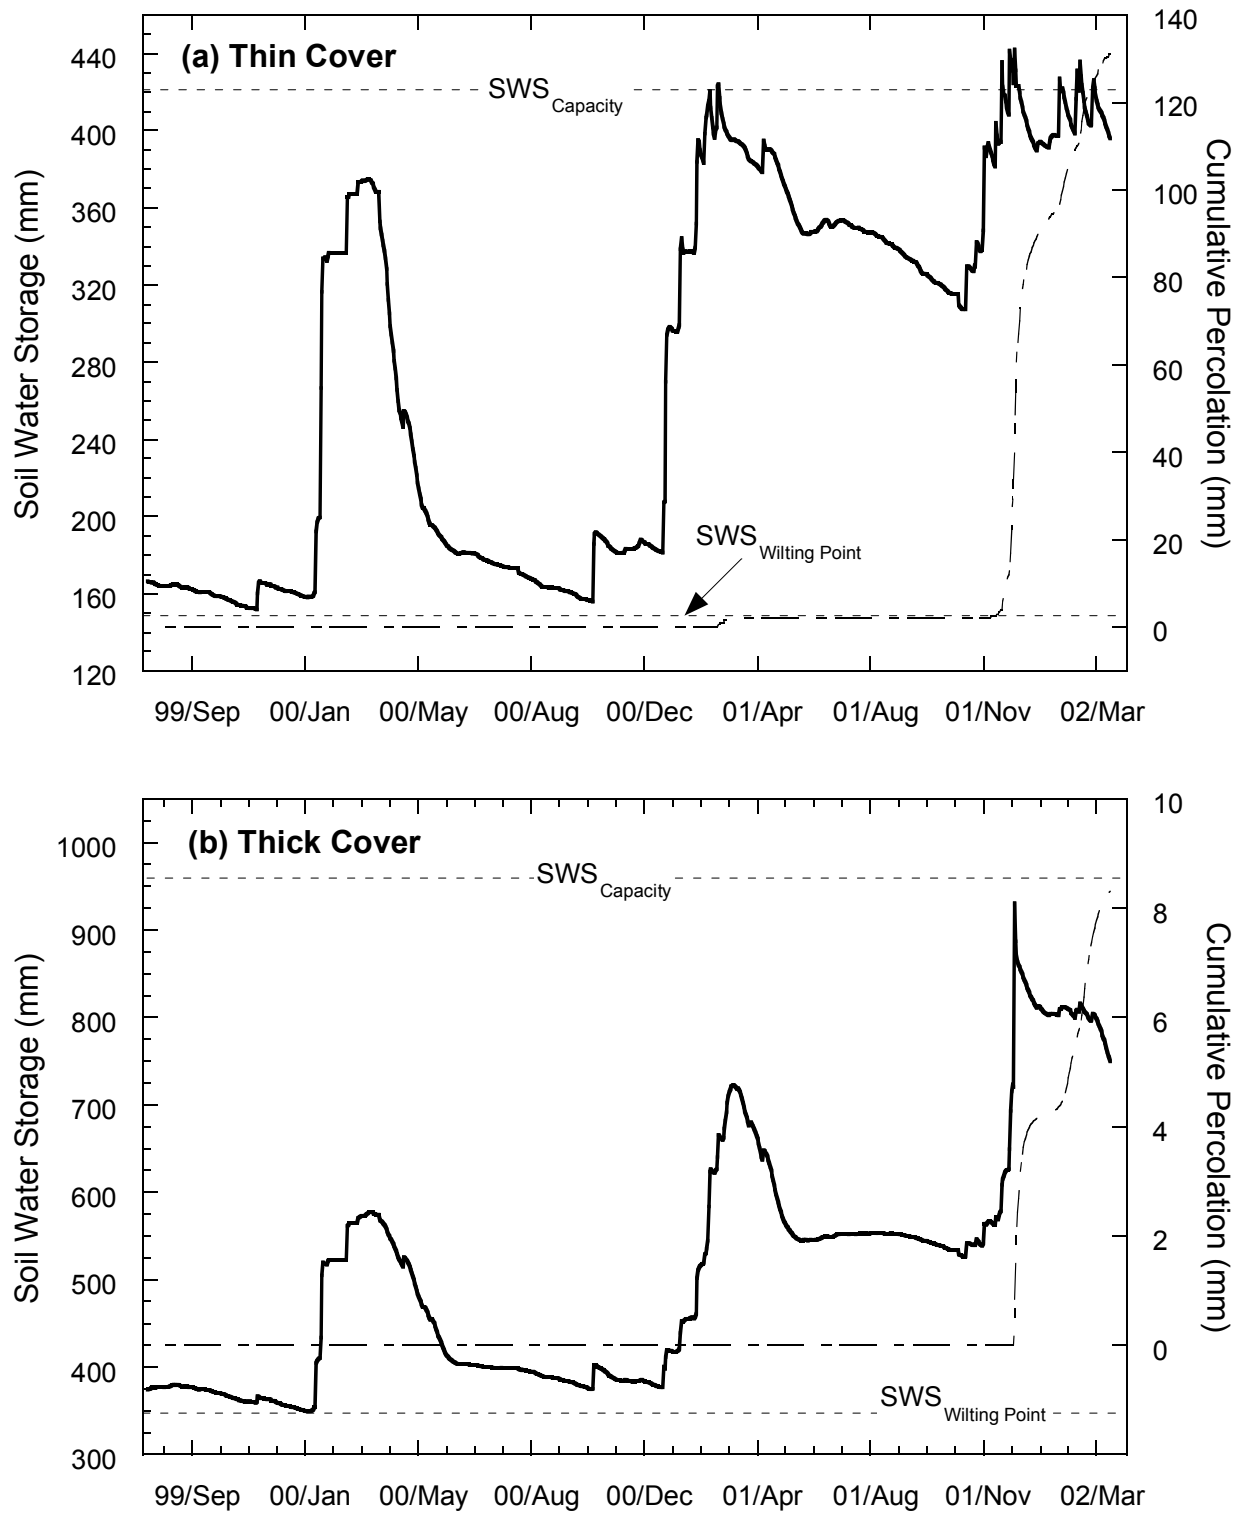 (a) Thin Cover
SWS Capacity
SWS Wilting Point
Soil Water Storage (mm)
440
400
360
320
280
240
200
160
120
140
120
100
80
60
40
20
0
Cumulative Percolation (mm)
99/Sep 00/Jan 00/May 00/Aug 00/Dec 01/Apr 01/Aug 01/Nov 02/Mar
(b) Thick Cover
SWS Capacity
SWS Wilting Point
Soil Water Storage (mm)
1000
900
800
700
600
500
400
300
10
8
6
4
2
0
Cumulative Percolation (mm)
99/Sep 00/Jan 00/May 00/Aug 00/Dec 01/Apr 01/Aug 01/Nov 02/Mar